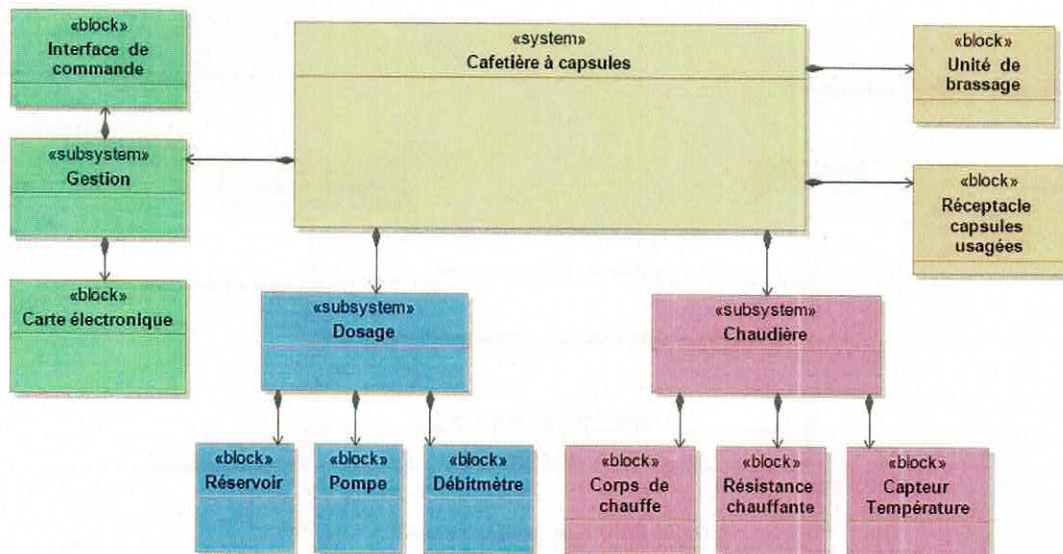 «block»
Interface de
commande
«subsystem»
Gestion
«block»
Carte électronique
«system»
Cafetière à capsules
«block»
Unité de
brassage
«block»
Réceptacle
capsules
usagées
«subsystem»
Dosage
«subsystem»
Chaudière
«block»
Réservoir
«block»
Pompe
«block»
Débitmètre
«block»
Corps de
chauffe
«block»
Résistance
chauffante
«block»
Capteur
Température